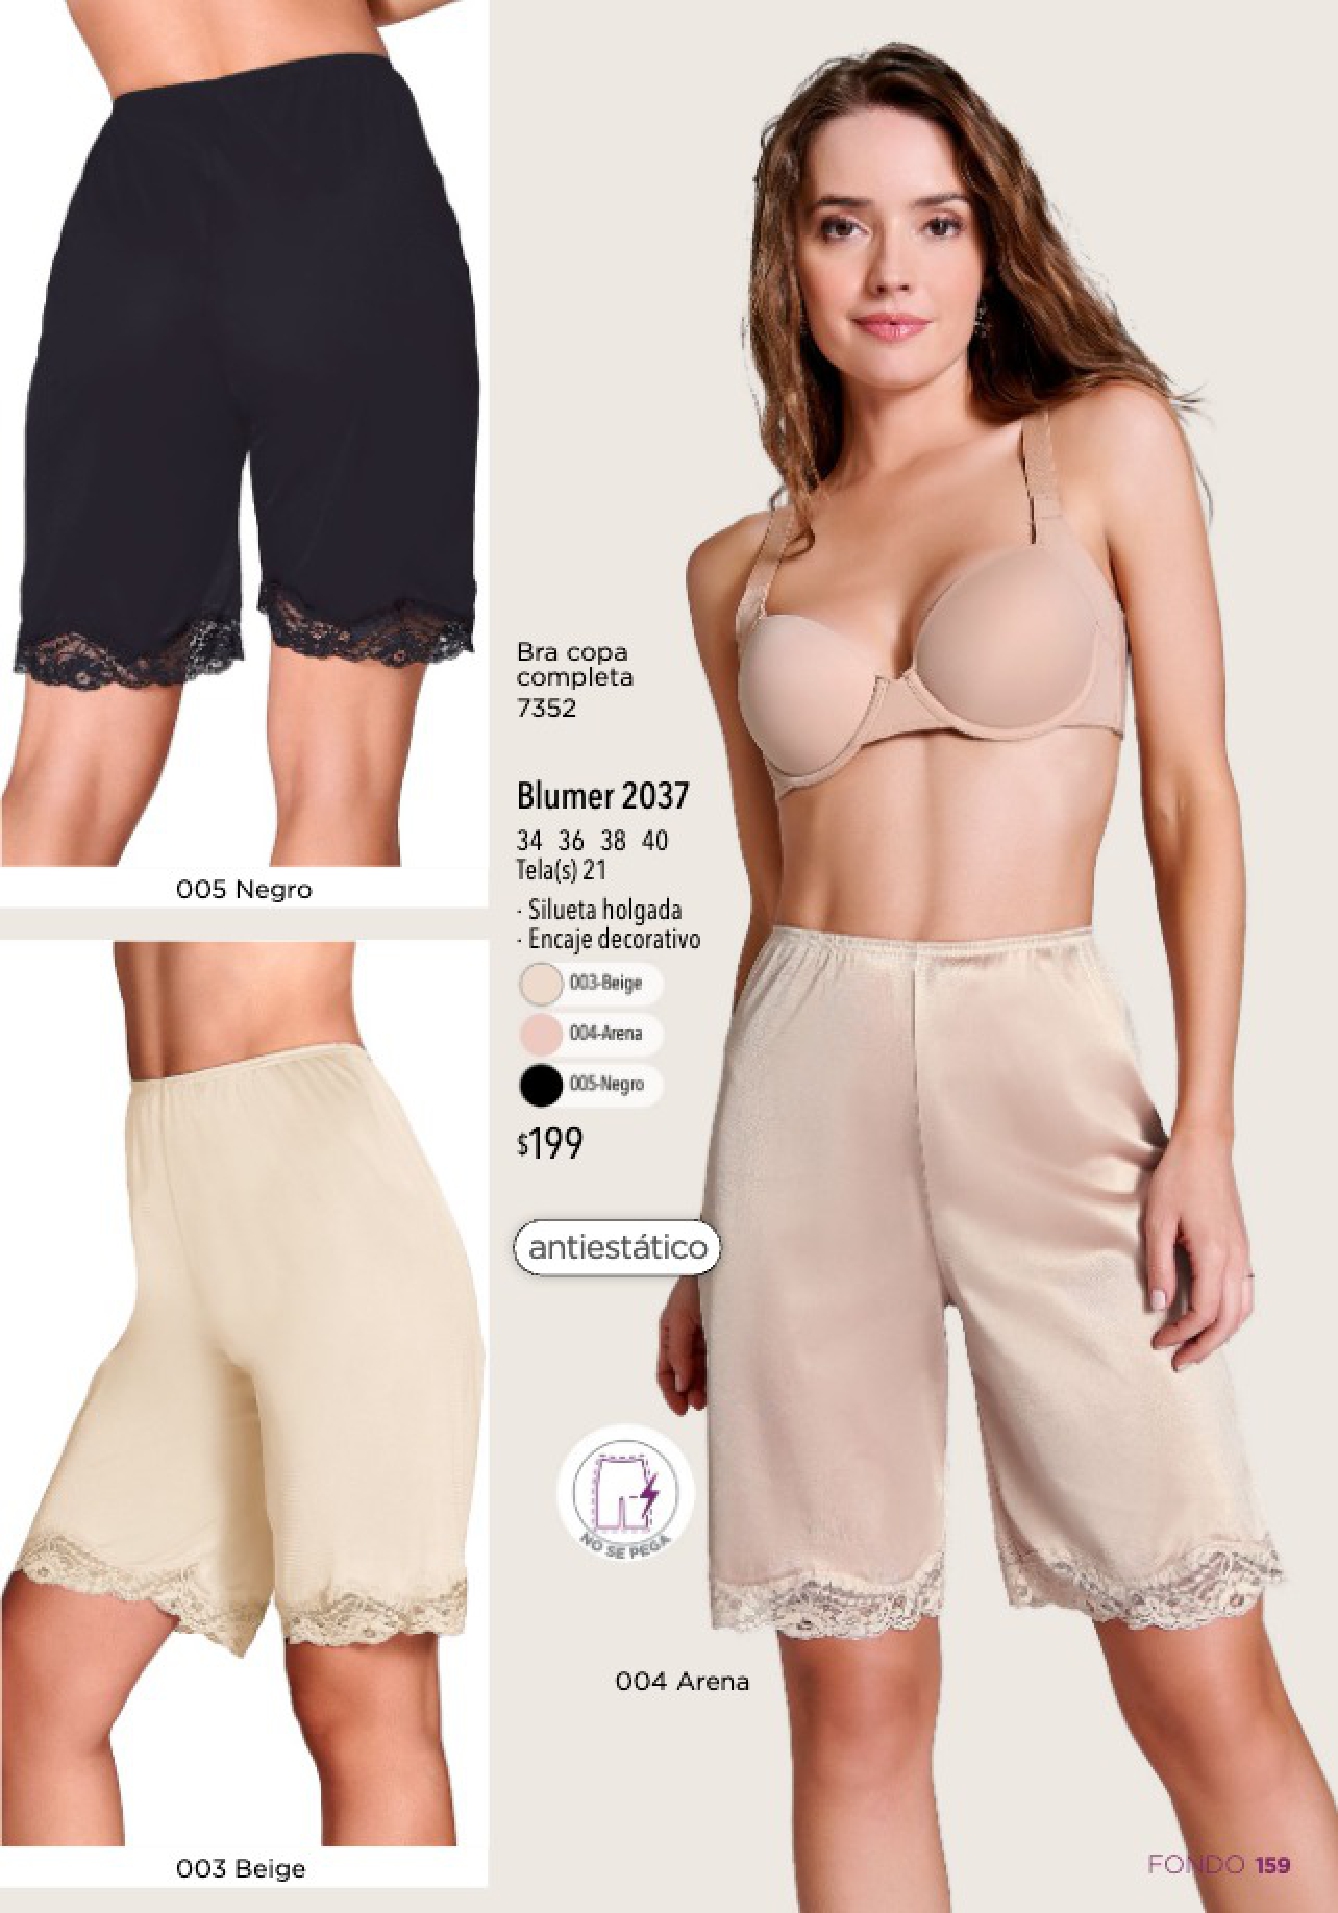 005 Negro
003 Beige
Bra copa
completa
7352
Blumer 2037
34 36 38 40
Tela(s) 21
· Silueta holgada
· Encaje decorativo
003-Beige
004-Arena
005-Negro
$199
antiestático
NO SE PEGA
004 Arena
FONDO 159